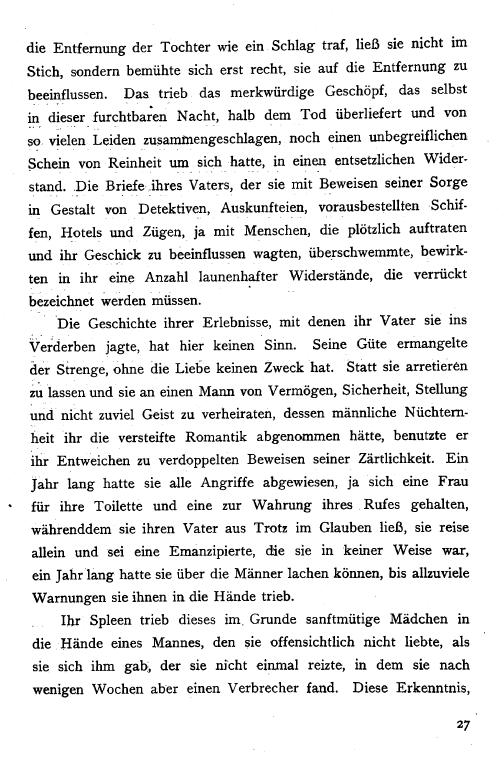 die Entfernung der Tochter wie ein Schlag traf, ließ sie nicht im
Stich, sondern bemühte sich erst recht, sie auf die Entfernung zu
beeinflussen. Das trieb das merkwürdige Geschöpf, das selbst
in dieser furchtbaren Nacht, halb dem Tod überliefert und von
so vielen Leiden zusammengeschlagen, noch einen unbegreiflichen
Schein von Reinheit um sich hatte, in einen entsetzlichen Wider-
stand. Die Briefe ihres Vaters, der sie mit Beweisen seiner Sorge
in Gestalt von Detektiven, Auskunfteien, vorausbestellten Schif-
fen, Hotels und Zügen, ja mit Menschen, die plötzlich auftraten
und ihr Geschick zu beeinflussen wagten, überschwemmte, bewirk-
ten in ihr eine Anzahl launenhafter Widerstände, die verrückt
bezeichnet werden müssen.
Die Geschichte ihrer Erlebnisse, mit denen ihr Vater sie ins
Verderben jagte, hat hier keinen Sinn. Seine Güte ermangelte
der Strenge, ohne die Liebe keinen Zweck hat. Statt sie arretieren
zu lassen und sie an einen Mann von Vermögen, Sicherheit, Stellung
und nicht zuviel Geist zu verheiraten, dessen männliche Nüchtern-
heit ihr die versteifte Romantik abgenommen hätte, benutzte er
ihr Entweichen zu verdoppelten Beweisen seiner Zärtlichkeit. Ein
Jahr lang hatte sie alle Angriffe abgewiesen, ja sich eine Frau
für ihre Toilette und eine zur Wahrung ihres Rufes gehalten,
währenddem sie ihren Vater aus Trotz im Glauben ließ, sie reise
allein und sei eine Emanzipierte, die sie in keiner Weise war,
ein Jahr lang hatte sie über die Männer lachen können, bis allzuviele
Warnungen sie ihnen in die Hände trieb.
Ihr Spleen trieb dieses im Grunde sanftmütige Mädchen in
die Hände eines Mannes, den sie offensichtlich nicht liebte, als
sie sich ihm gab, der sie nicht einmal reizte, in dem sie nach
wenigen Wochen aber einen Verbrecher fand. Diese Erkenntnis,
27